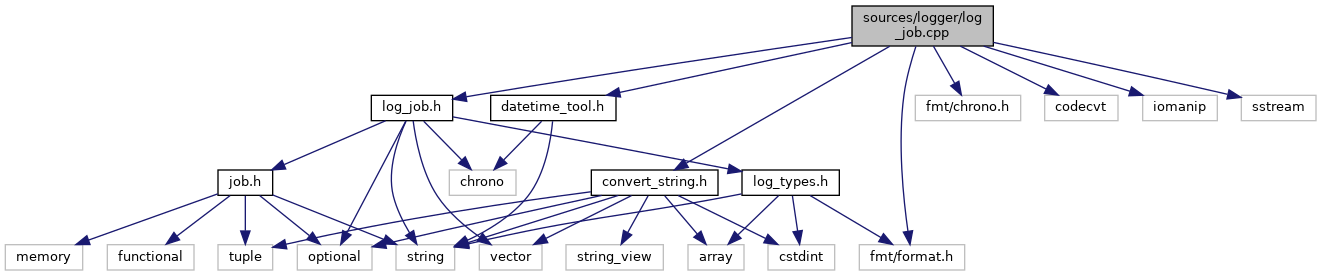 sources/logger/log
_job.cpp
log_job.h
datetime_tool.h
fmt/chrono.h
codecvt
iomanip
sstream
job.h
chrono
convert_string.h
log_types.h
memory
functional
tuple
optional
string
vector
string_view
array
cstdint
fmt/format.h